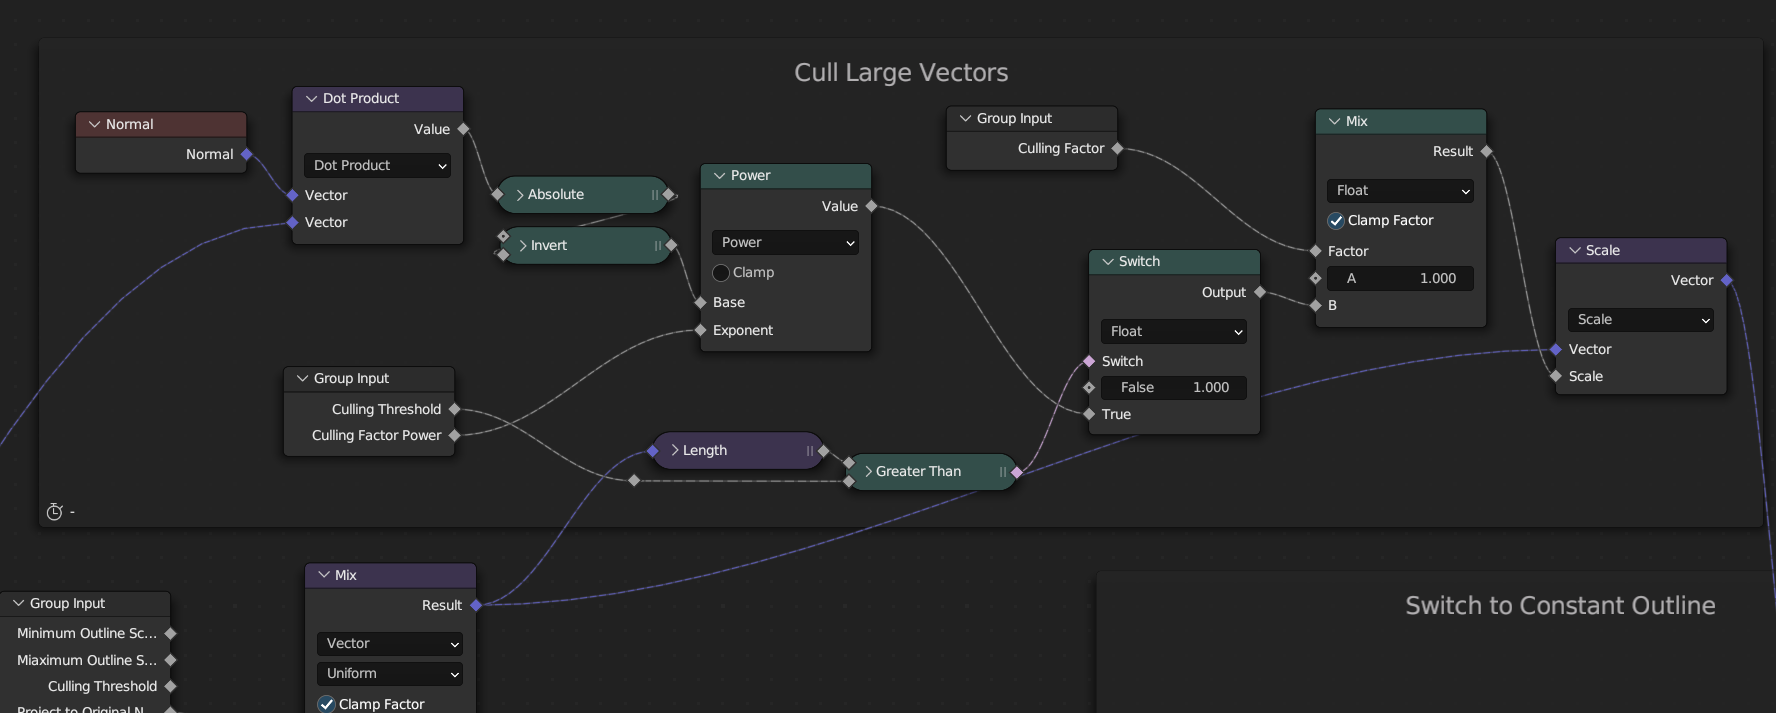 Cull Large Vectors
Normal
Normal
Dot Product
Value
Dot Product
Vector
Vector
Absolute
Invert
Power
Value
Power
Clamp
Base
Exponent
Group Input
Culling Factor
Mix
Result
Float
Clamp Factor
Factor
A 1.000
B
Switch
Output
Float
Switch
False 1.000
True
Scale
Vector
Scale
Vector
Scale
Group Input
Culling Threshold
Culling Factor Power
Length
Greater Than
-
Mix
Result
Vector
Uniform
Clamp Factor
Group Input
Minimum Outline Sc...
Miaximum Outline S...
Culling Threshold
Project to Original N...
Switch to Constant Outline